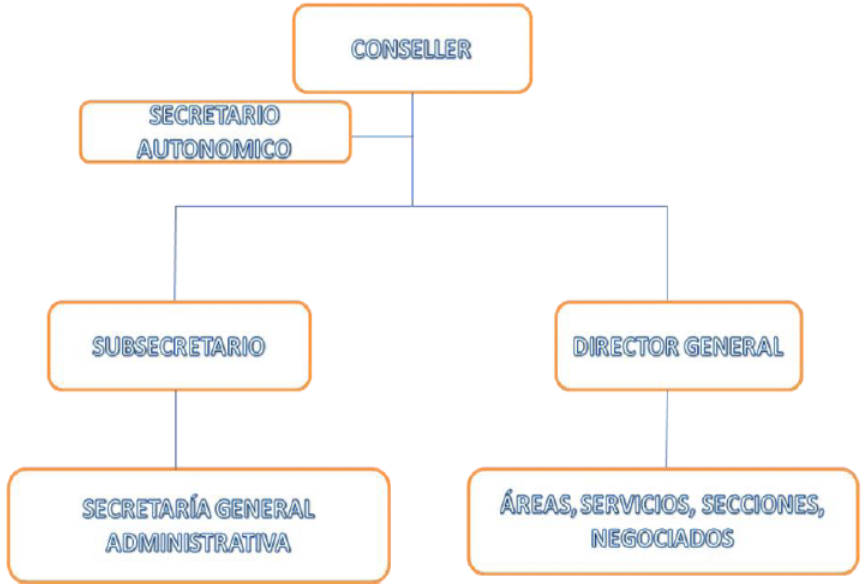 CONSELLER
SECRETARIO
AUTONOMICO
SUBSECRETARIO
DIRECTOR GENERAL
SECRETARÍA GENERAL
ADMINISTRATIVA
ÁREAS, SERVICIOS, SECCIONES,
NEGOCIADOS